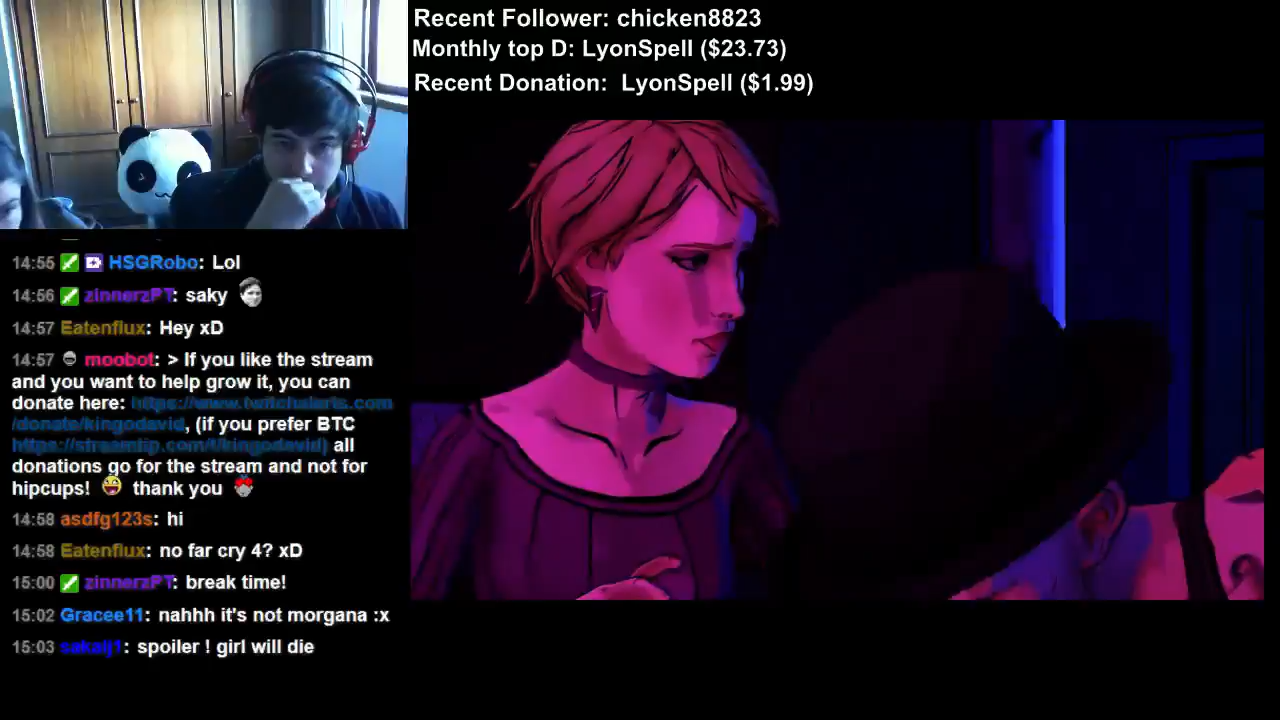 Recent Follower: chicken8823
Monthly top D: LyonSpell ($23.73)
Recent Donation: LyonSpell ($1.99)
14:55 HSGRobo: Lol
14:56 zinnerzPT: saky
14:57 Eatenflux: Hey xD
14:57 moobot: > If you like the stream
and you want to help grow it, you can
donate here: https://www.twitchalerts.com
/donate/kingodavid, (if you prefer BTC
https://streamtip.com/t/kingodavid) all
donations go for the stream and not for
hipcups! thank you
14:58 asdfg123s: hi
14:58 Eatenflux: no far cry 4? xD
15:00 zinnerzPT: break time!
15:02 Gracee11: nahhh it's not morgana :x
15:03 sakalj1: spoiler ! girl will die